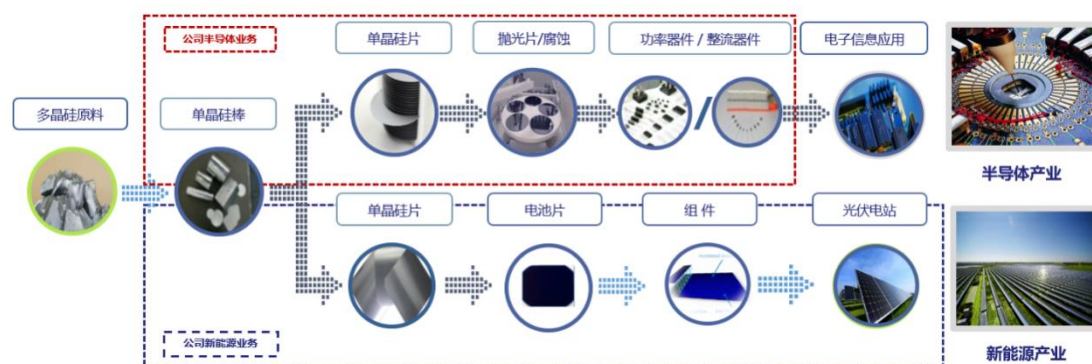 公司半导体业务
单晶硅片
抛光片/腐蚀
功率器件 / 整流器件
电子信息应用
多晶硅原料
单晶硅棒
/
半导体产业
单晶硅片
电池片
组 件
光伏电站
公司新能源业务
新能源产业